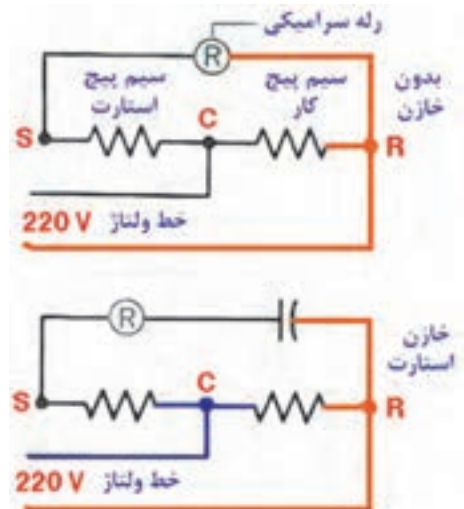 رله سرامیکی
R
سیم پیچ
استارت
سیم پیچ
کار
بدون
خازن
S
C
R
220 V خط ولتاژ
R
خازن
استارت
S
C
R
220 V خط ولتاژ